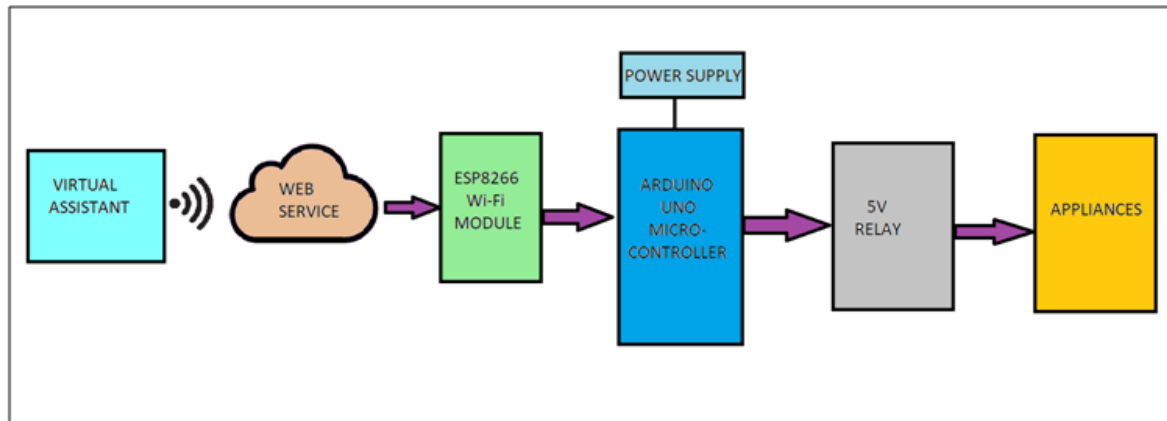 POWER SUPPLY
VIRTUAL
ASSISTANT
WEB
SERVICE
ESP8266
Wi-Fi
MODULE
ARDUINO
UNO
MICRO-
CONTROLLER
5V
RELAY
APPLIANCES